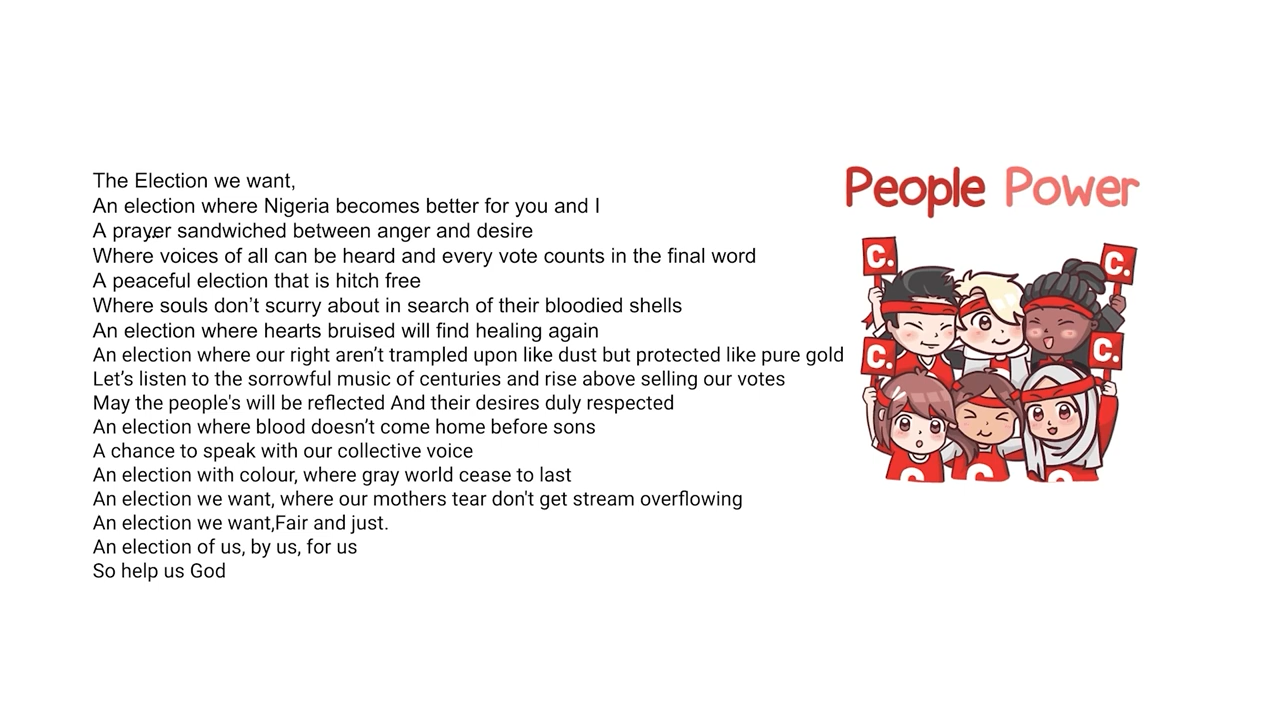 The Election we want,
An election where Nigeria becomes better for you and I
A prayer sandwiched between anger and desire
Where voices of all can be heard and every vote counts in the final word
A peaceful election that is hitch free
Where souls don’t scurry about in search of their bloodied shells
An election where hearts bruised will find healing again
An election where our right aren’t trampled upon like dust but protected like pure gold
Let’s listen to the sorrowful music of centuries and rise above selling our votes
May the people's will be reflected And their desires duly respected
An election where blood doesn’t come home before sons
A chance to speak with our collective voice
An election with colour, where gray world cease to last
An election we want, where our mothers tear don't get stream overflowing
An election we want,Fair and just.
An election of us, by us, for us
So help us God
People Power
C.
C.
C.
C.
C
C
C